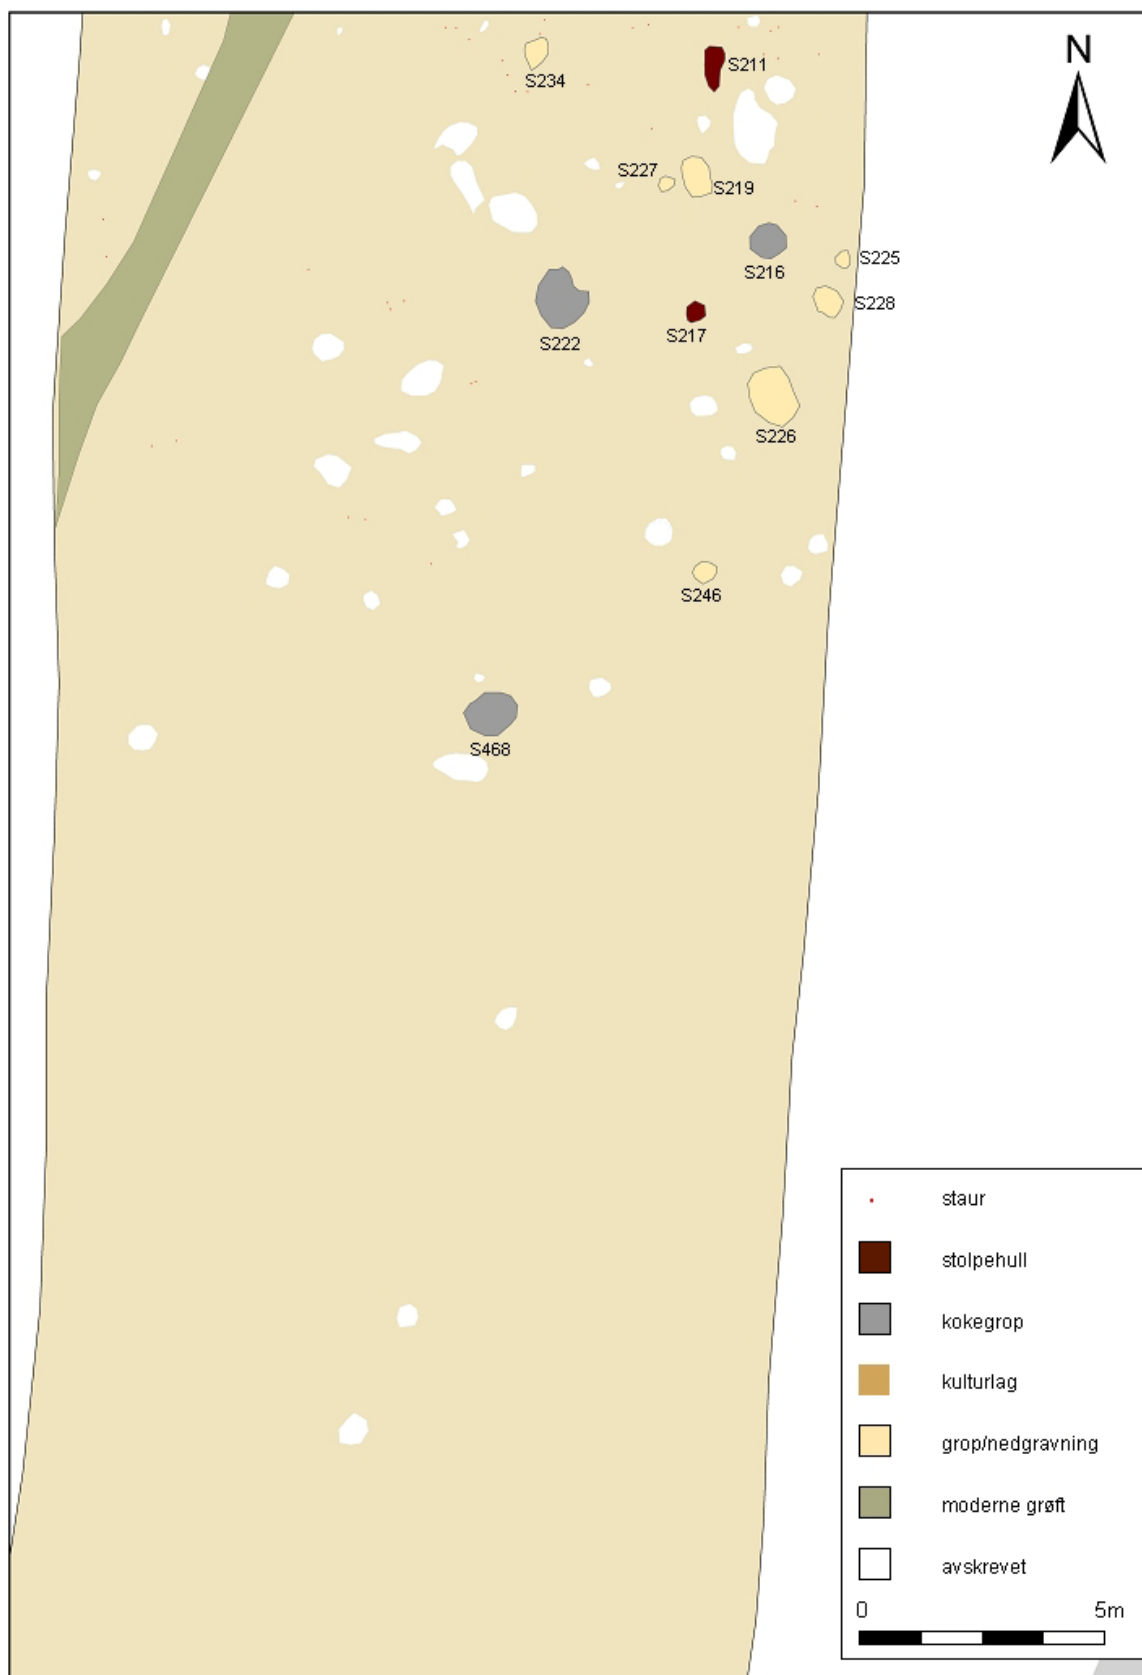 N
S211
S234
S227
S219
S216
S225
S228
S222
S217
S226
S246
S468
staur
stolpehull
kokegrop
kulturlag
grop/nedgravning
moderne grøft
avskrevet
0 5m